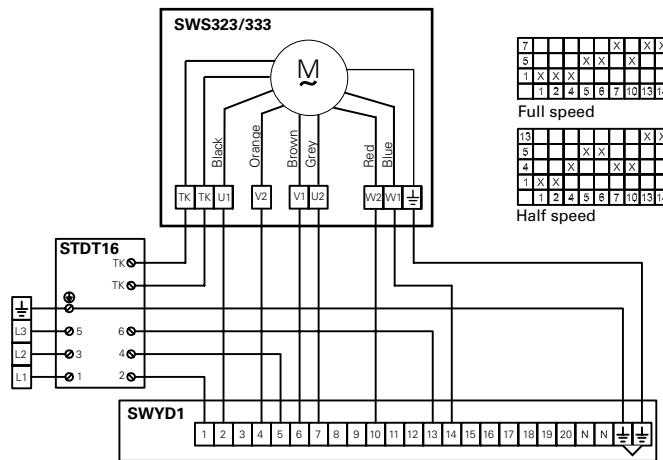 SWS323/333
M
~
Black
Orange
Brown
Grey
Red
Blue
TK TK U1 V2 V1 U2 W2 W1
7 X X X
5 X X X
1 X X X
1 2 4 5 6 7 10 13 14
Full speed
13 X X
5 X X
4 X X X
1 X X
1 2 4 5 6 7 10 13 14
Half speed
STDT16
TK
TK
L3 5 6
L2 3 4
L1 1 2
SWYD1
1 2 3 4 5 6 7 8 9 10 11 12 13 14 15 16 17 18 19 20 N N